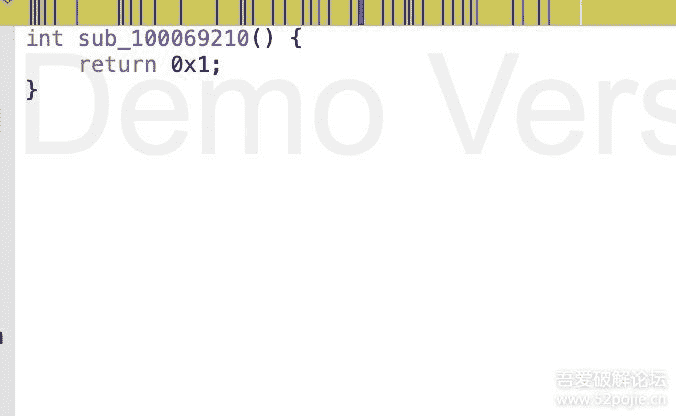 int sub_100069210() {
    return 0x1;
}
Demo Vers
吾爱破解论坛
www.52pojie.cn